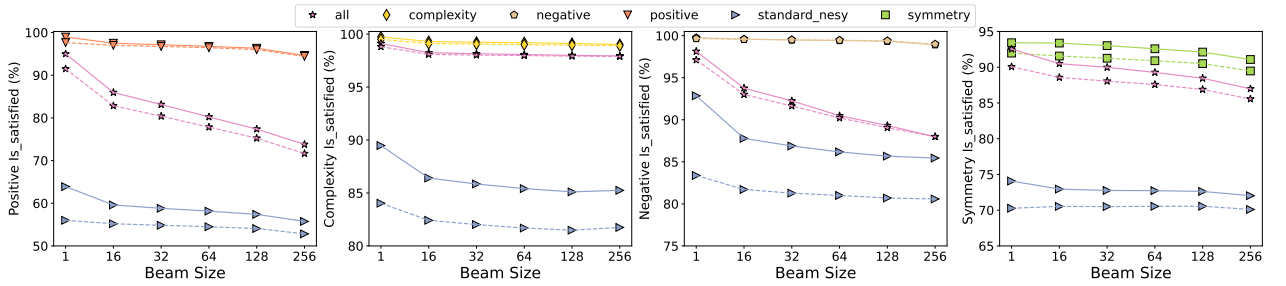 all complexity negative positive standard_nesy symmetry
Positive Is_satisfied (%)
100
90
80
70
60
50
1 16 32 64 128 256
Beam Size
Complexity Is_satisfied (%)
100
95
90
85
80
1 16 32 64 128 256
Beam Size
Negative Is_satisfied (%)
100
95
90
85
80
75
1 16 32 64 128 256
Beam Size
Symmetry Is_satisfied (%)
95
90
85
80
75
70
65
1 16 32 64 128 256
Beam Size